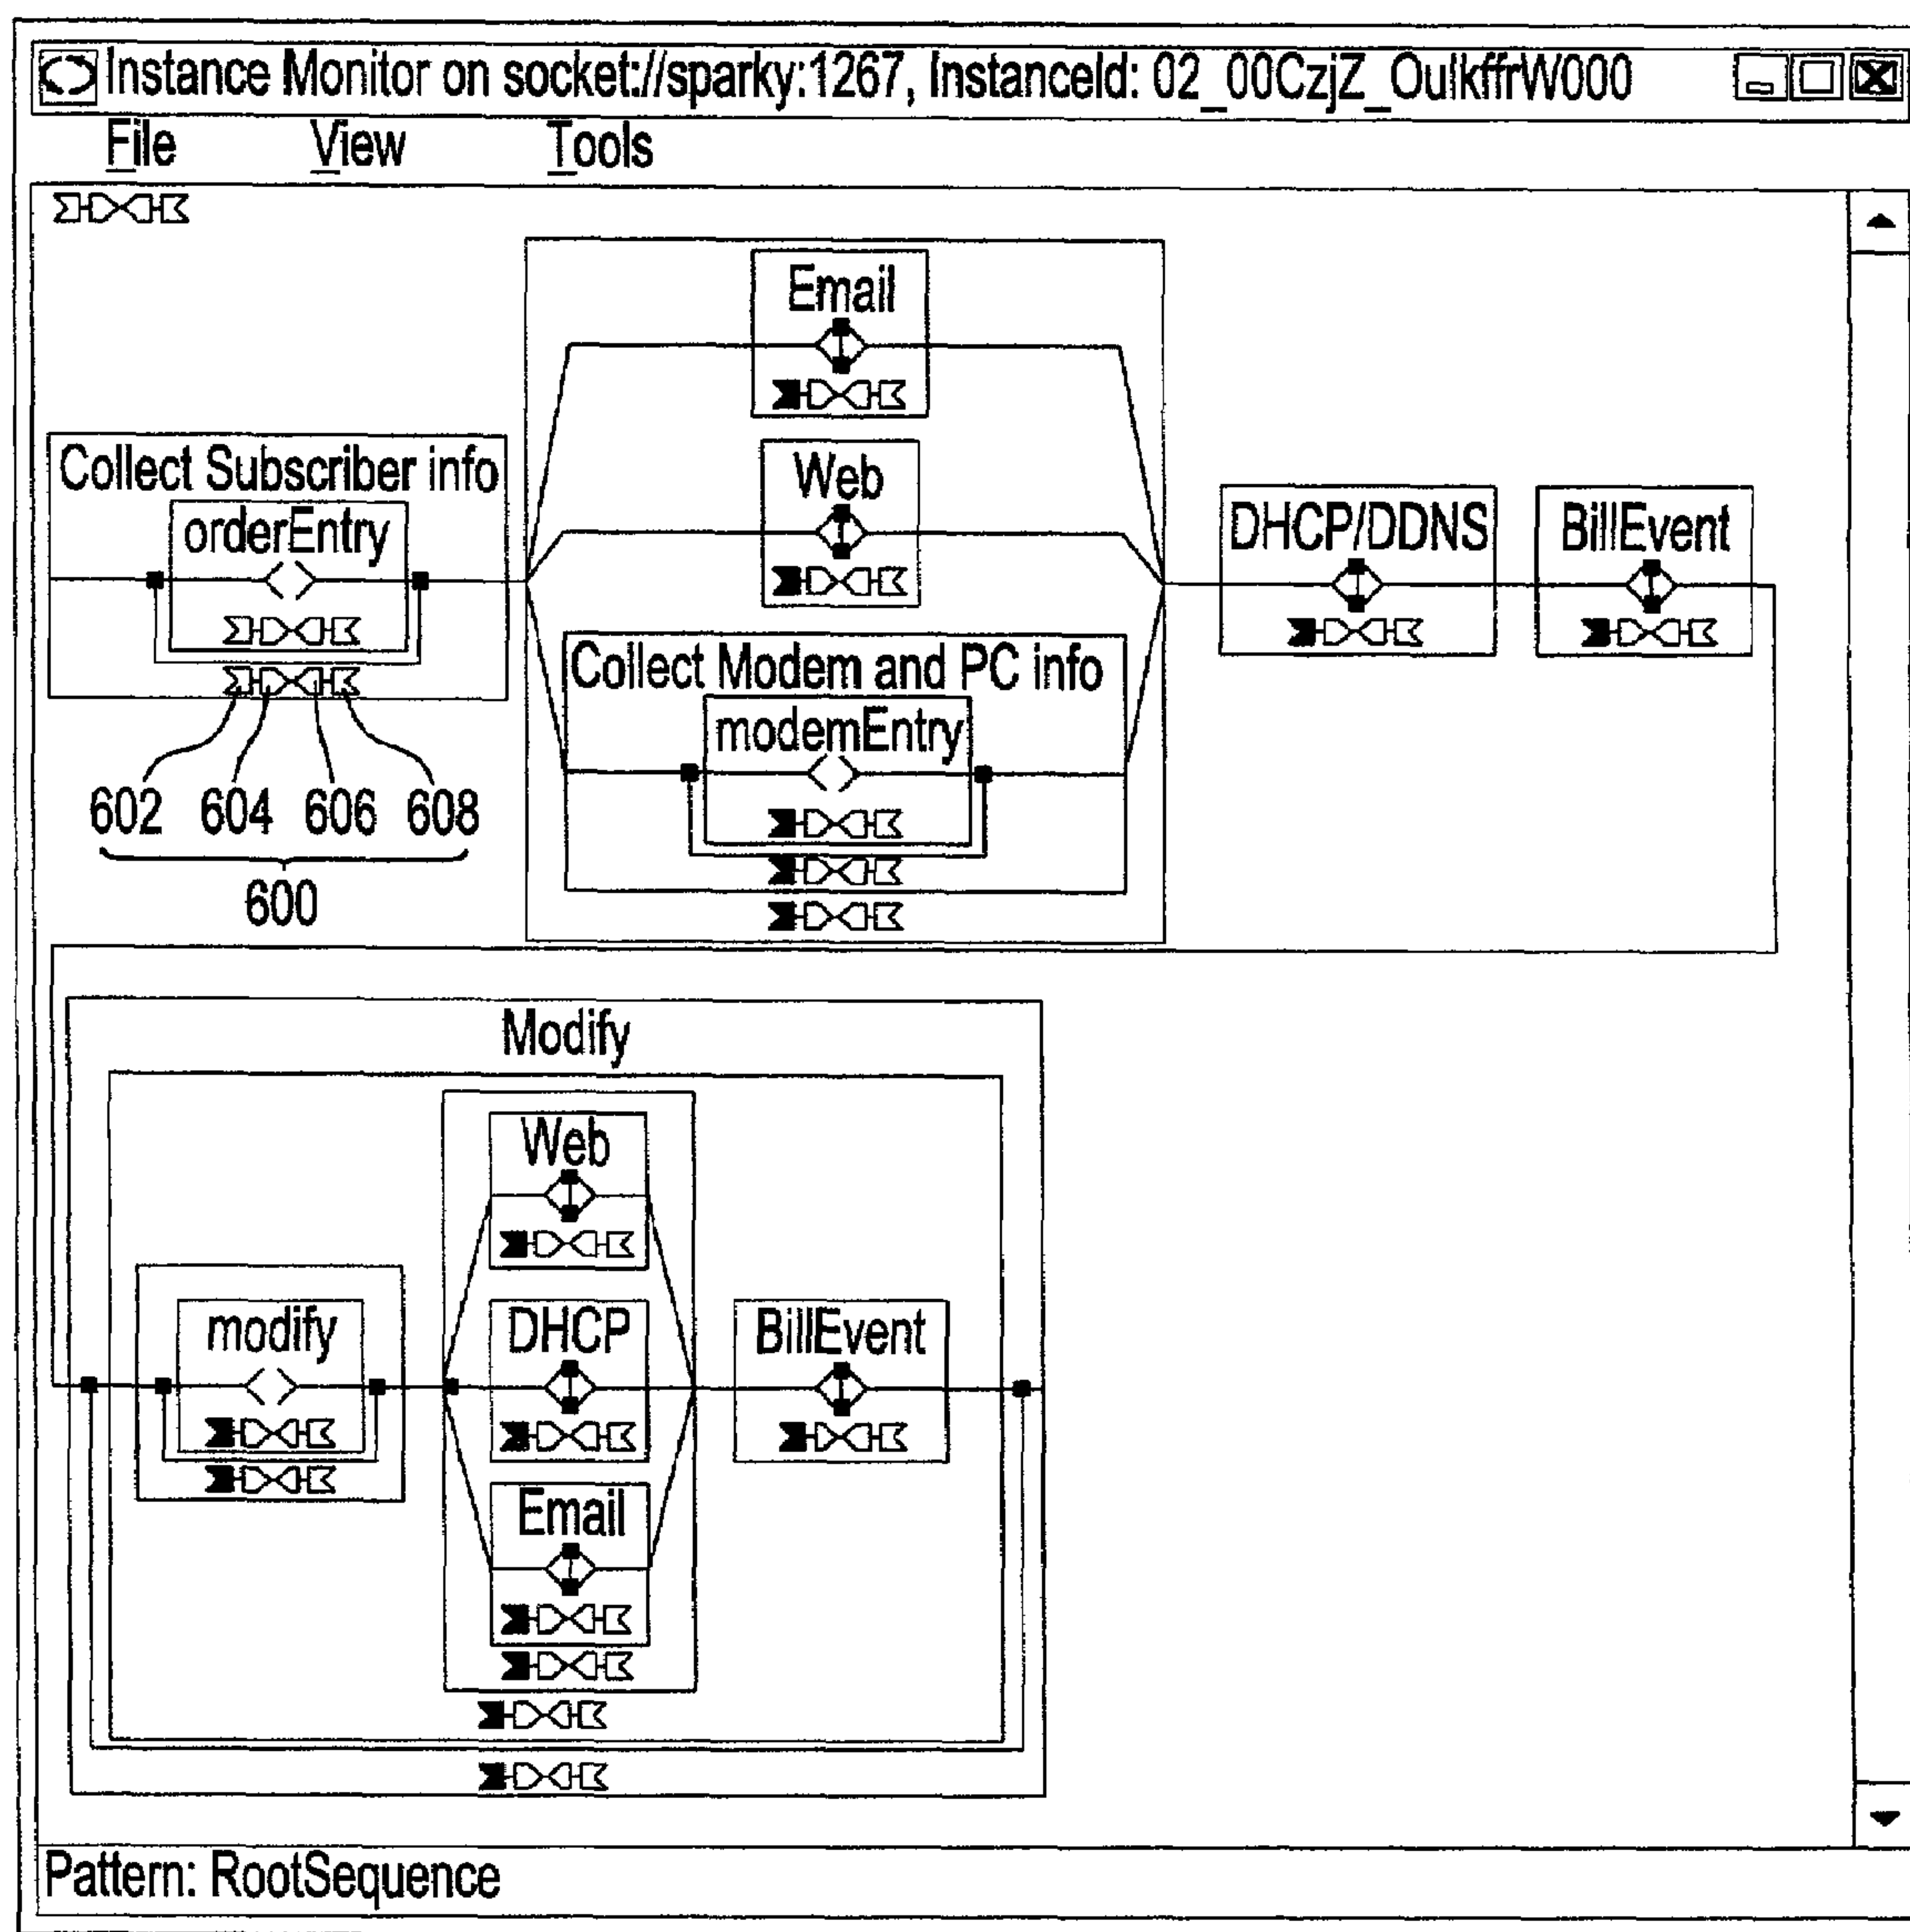 Instance Monitor on socket://sparky:1267, InstanceId: 02_00CzjZ_OulkffrW000
File View Tools
Email
Web
Collect Subscriber info
orderEntry
DHCP/DDNS
BillEvent
Collect Modem and PC info
modemEntry
602 604 606 608
600
Modify
Web
modify
DHCP
BillEvent
Email
Pattern: RootSequence